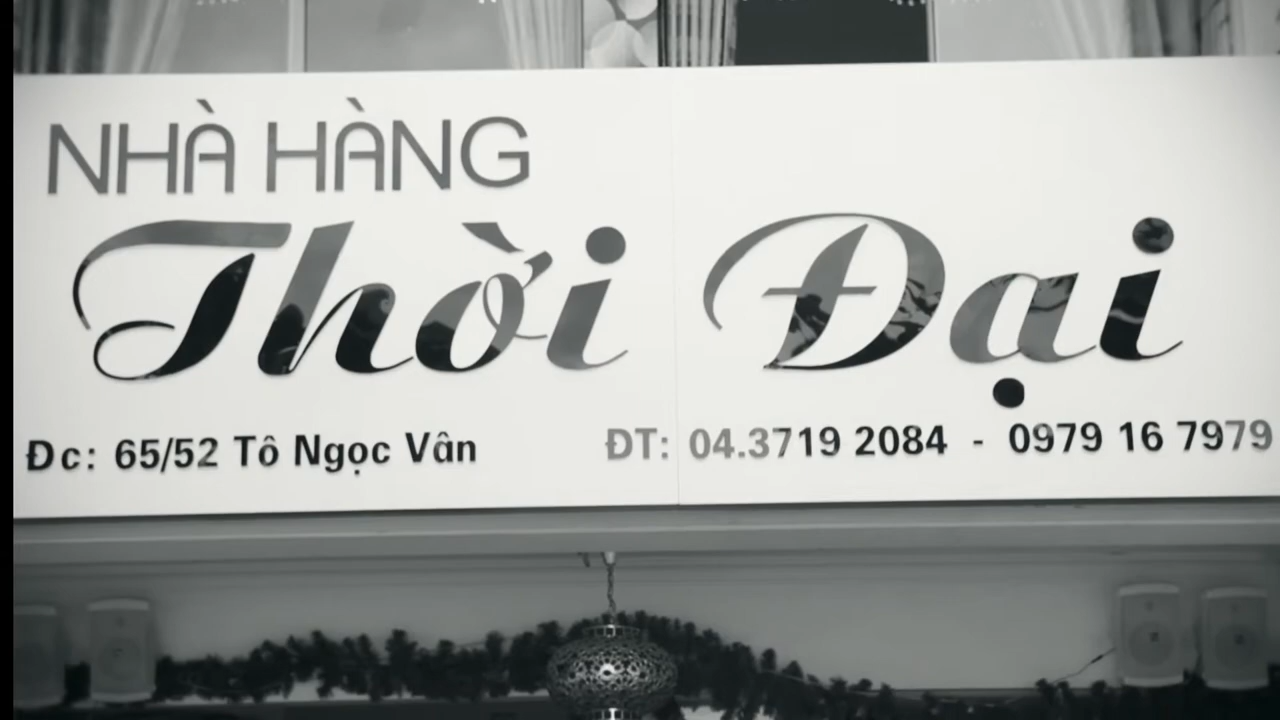 NHÀ HÀNG
Thời Đại
Đc: 65/52 Tô Ngọc Vân ĐT: 04.3719 2084 - 0979 16 7979